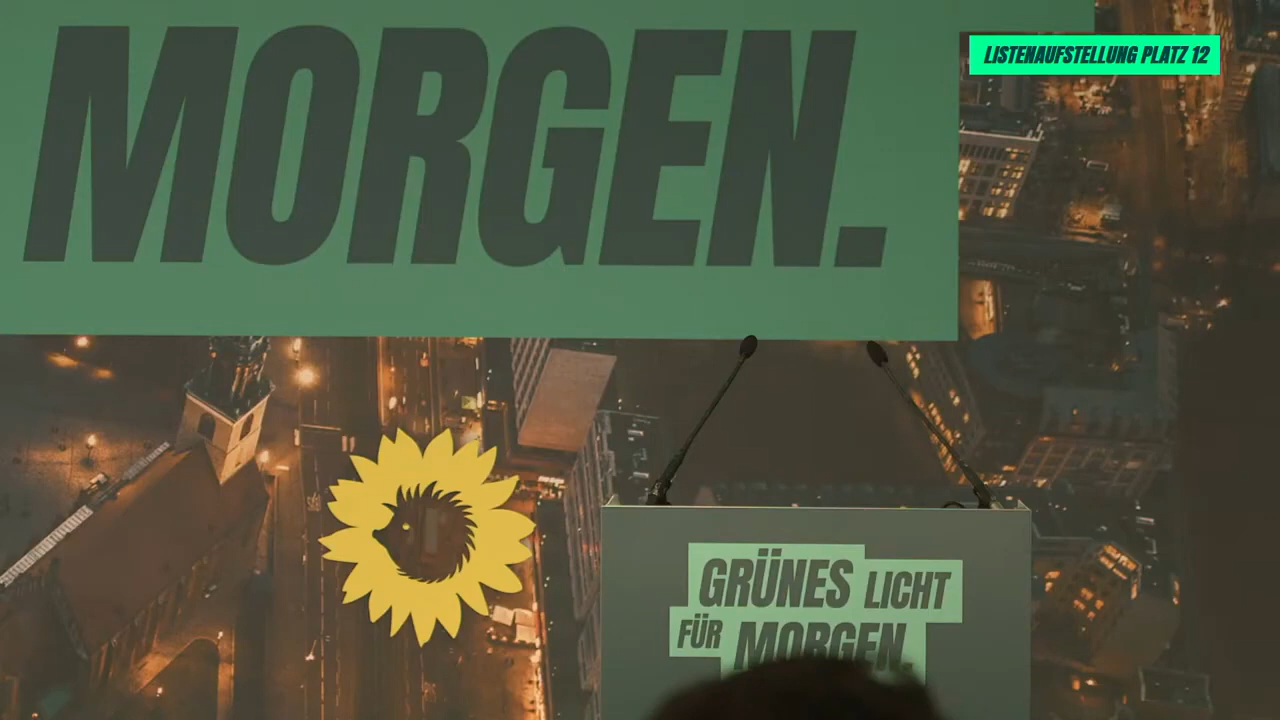 MORGEN.
LISTENAUFSTELLUNG PLATZ 12
GRÜNES LICHT
FÜR MORGEN.